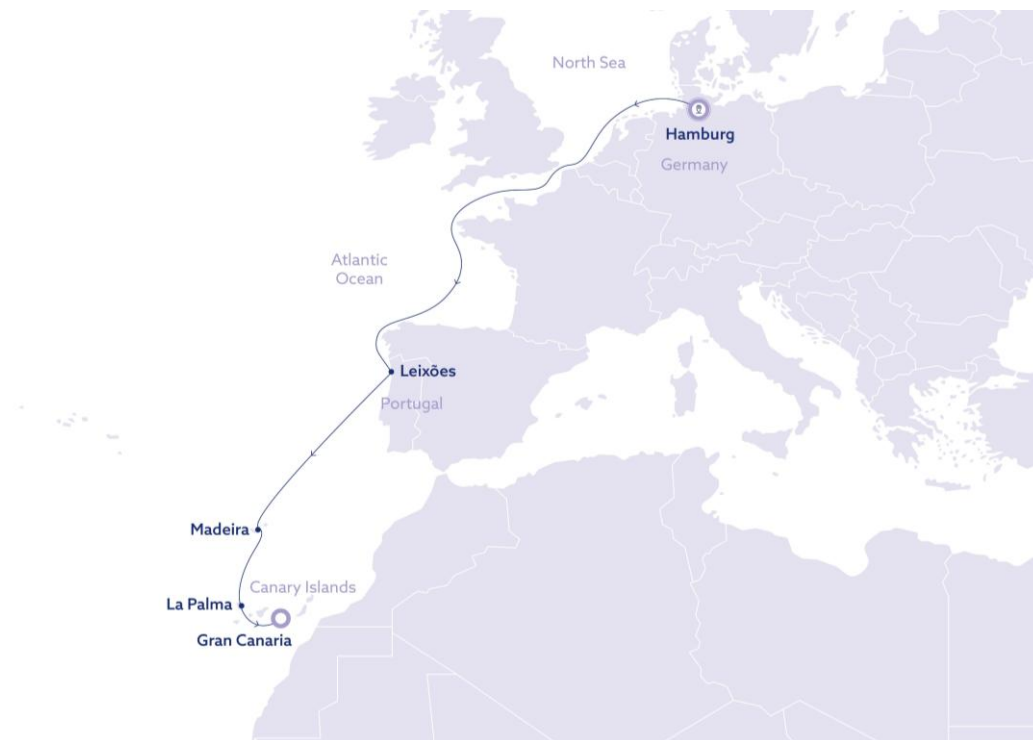 North Sea
Hamburg
Germany
Atlantic
Ocean
Leixões
Portugal
Madeira
Canary Islands
La Palma
Gran Canaria